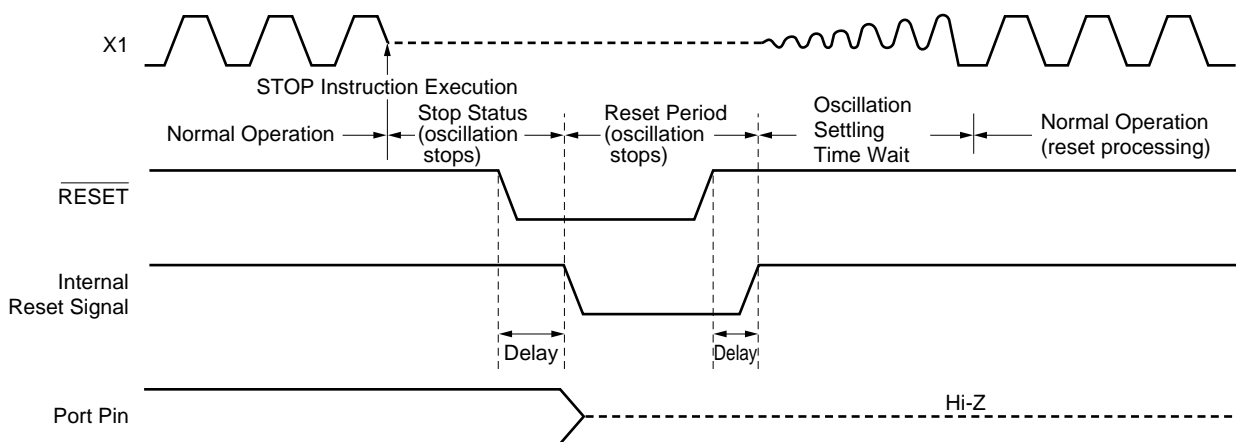 X1
STOP Instruction Execution
Normal Operation
Stop Status
(oscillation
stops)
Reset Period
(oscillation
stops)
Oscillation
Settling
Time Wait
Normal Operation
(reset processing)
RESET
Internal
Reset Signal
Delay
Delay
Port Pin
Hi-Z